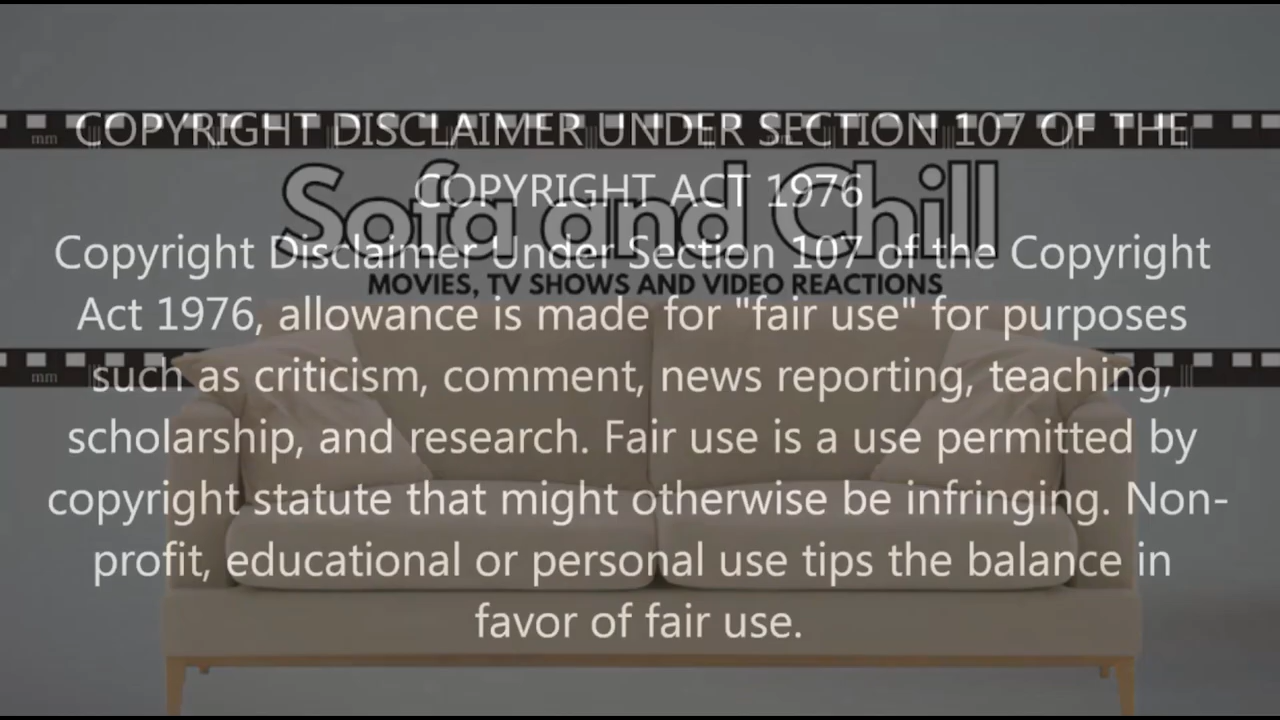 COPYRIGHT DISCLAIMER UNDER SECTION 107 OF THE
COPYRIGHT ACT 1976
Sofa and Chill
Copyright Disclaimer Under Section 107 of the Copyright
MOVIES, TV SHOWS AND VIDEO REACTIONS
Act 1976, allowance is made for "fair use" for purposes
such as criticism, comment, news reporting, teaching,
scholarship, and research. Fair use is a use permitted by
copyright statute that might otherwise be infringing. Non-
profit, educational or personal use tips the balance in
favor of fair use.
mm
mm